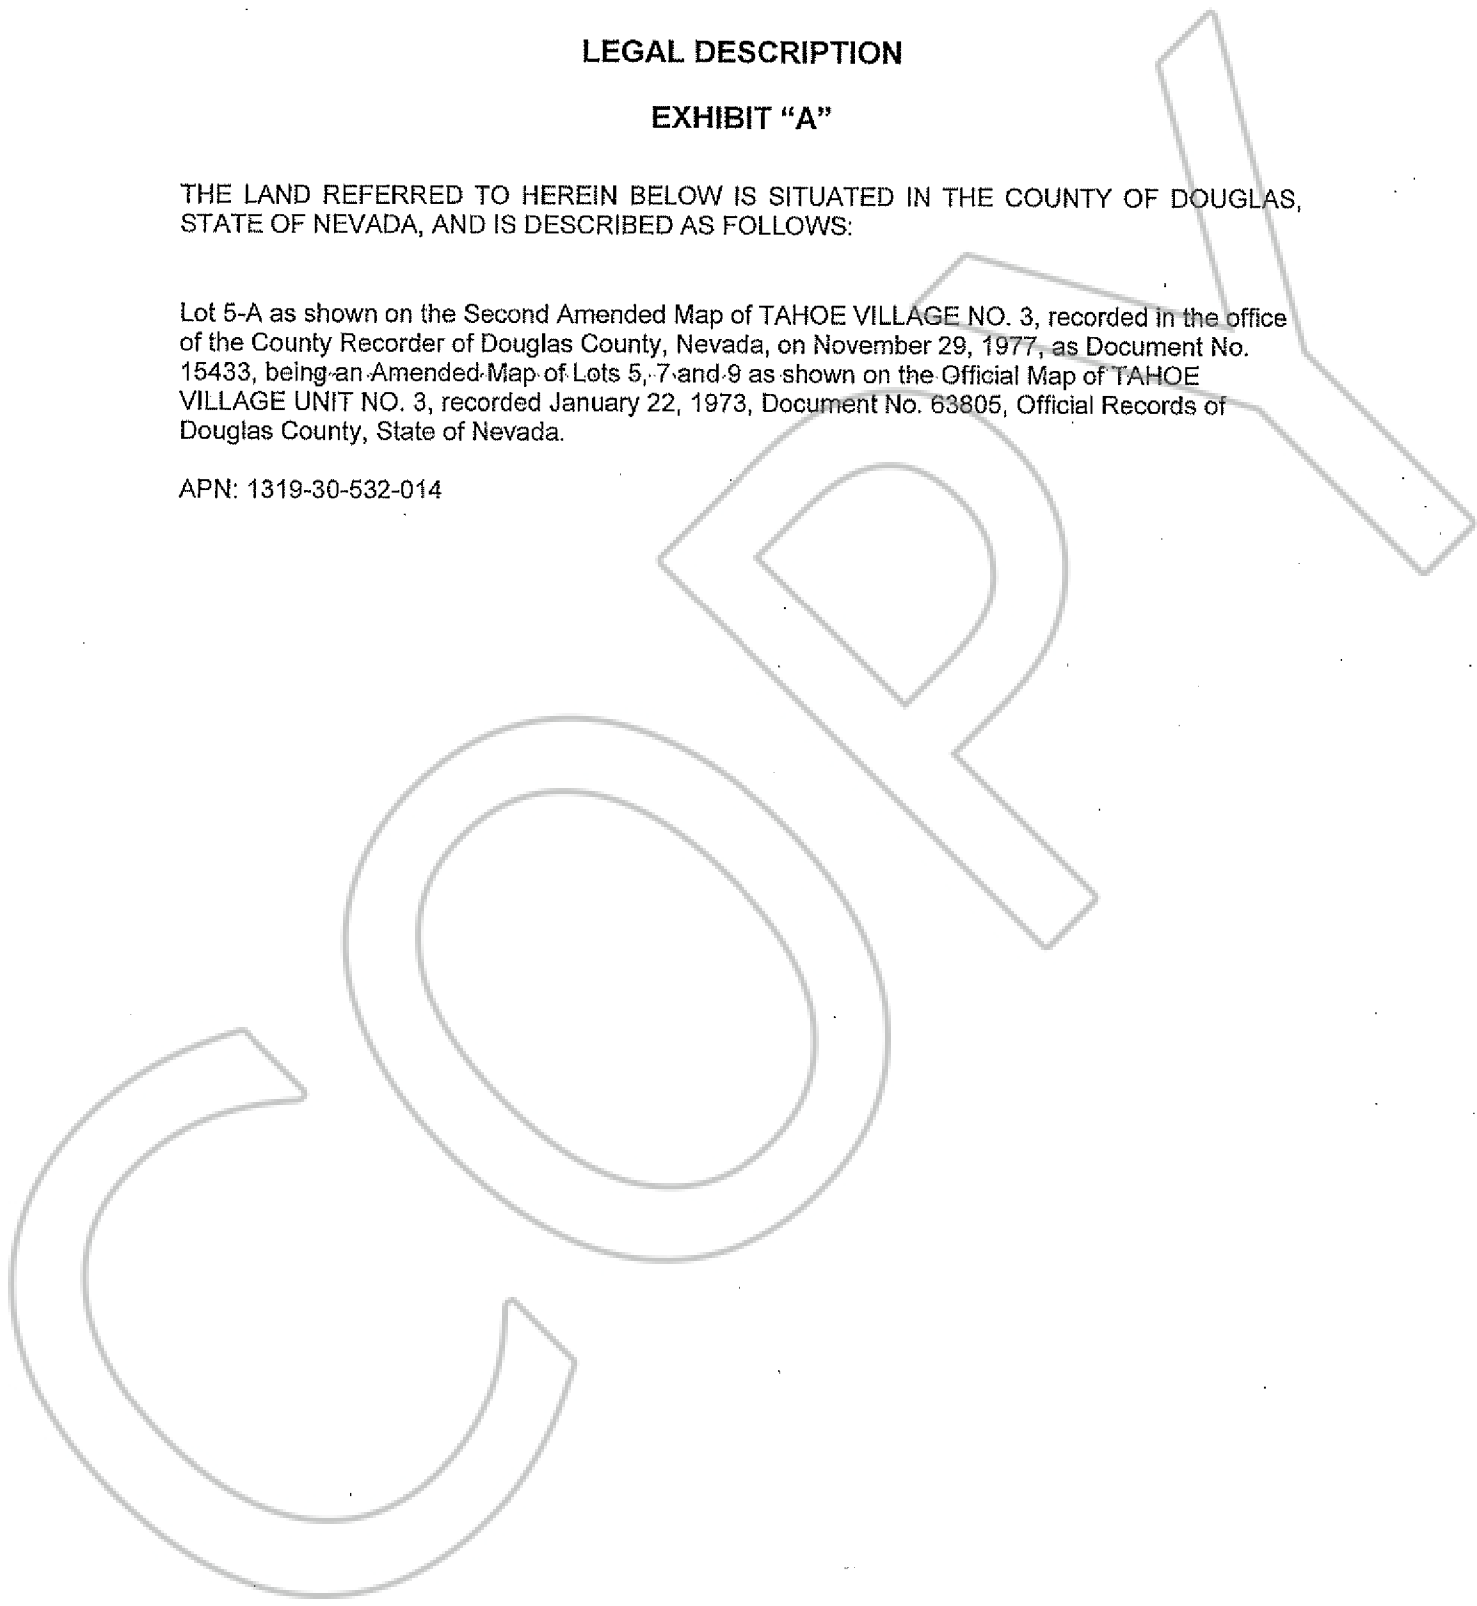 LEGAL DESCRIPTION
EXHIBIT “A”
THE LAND REFERRED TO HEREIN BELOW IS SITUATED IN THE COUNTY OF DOUGLAS,
STATE OF NEVADA, AND IS DESCRIBED AS FOLLOWS:
Lot 5-A as shown on the Second Amended Map of TAHOE VILLAGE NO. 3, recorded in the office
of the County Recorder of Douglas County, Nevada, on November 29, 1977, as Document No.
15433, being an Amended Map of Lots 5, 7 and 9 as shown on the Official Map of TAHOE
VILLAGE UNIT NO. 3, recorded January 22, 1973, Document No. 63805, Official Records of
Douglas County, State of Nevada.
APN: 1319-30-532-014
COPY